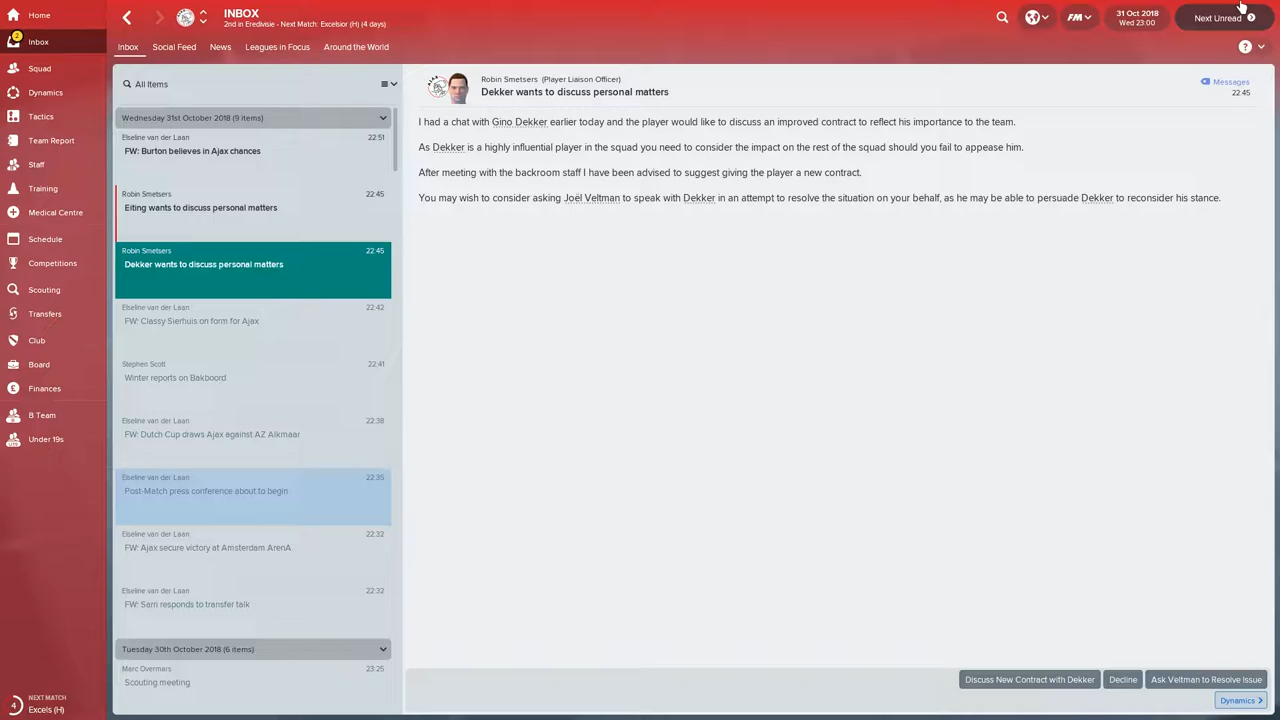 Home
2
Inbox
Squad
Dynamics
Tactics
Team Report
Staff
Training
Medical Centre
Schedule
Competitions
Scouting
Transfers
Club
Board
Finances
B Team
Under 19s
4
NEXT MATCH
Excels (H)
INBOX
2nd in Eredivisie - Next Match: Excelsior (H) (4 days)
FM
31 Oct 2018
Wed 23:00
Next Unread
Inbox Social Feed News Leagues in Focus Around the World
?
All Items
Wednesday 31st October 2018 (9 items)
Elseline van der Laan 22:51
FW: Burton believes in Ajax chances
Robin Smetsers 22:45
Eiting wants to discuss personal matters
Robin Smetsers 22:45
Dekker wants to discuss personal matters
Elseline van der Laan 22:42
FW: Classy Sierhuis on form for Ajax
Stephen Scott 22:41
Winter reports on Bakboord
Elseline van der Laan 22:38
FW: Dutch Cup draws Ajax against AZ Alkmaar
Elseline van der Laan 22:35
Post-Match press conference about to begin
Elseline van der Laan 22:32
FW: Ajax secure victory at Amsterdam ArenA
Elseline van der Laan 22:32
FW: Sarri responds to transfer talk
Tuesday 30th October 2018 (6 items)
Marc Overmars 23:25
Scouting meeting
Robin Smetsers (Player Liaison Officer)
Dekker wants to discuss personal matters
Messages
22:45
I had a chat with Gino Dekker earlier today and the player would like to discuss an improved contract to reflect his importance to the team.
As Dekker is a highly influential player in the squad you need to consider the impact on the rest of the squad should you fail to appease him.
After meeting with the backroom staff I have been advised to suggest giving the player a new contract.
You may wish to consider asking Joël Veltman to speak with Dekker in an attempt to resolve the situation on your behalf, as he may be able to persuade Dekker to reconsider his stance.
Discuss New Contract with Dekker Decline Ask Veltman to Resolve Issue
Dynamics